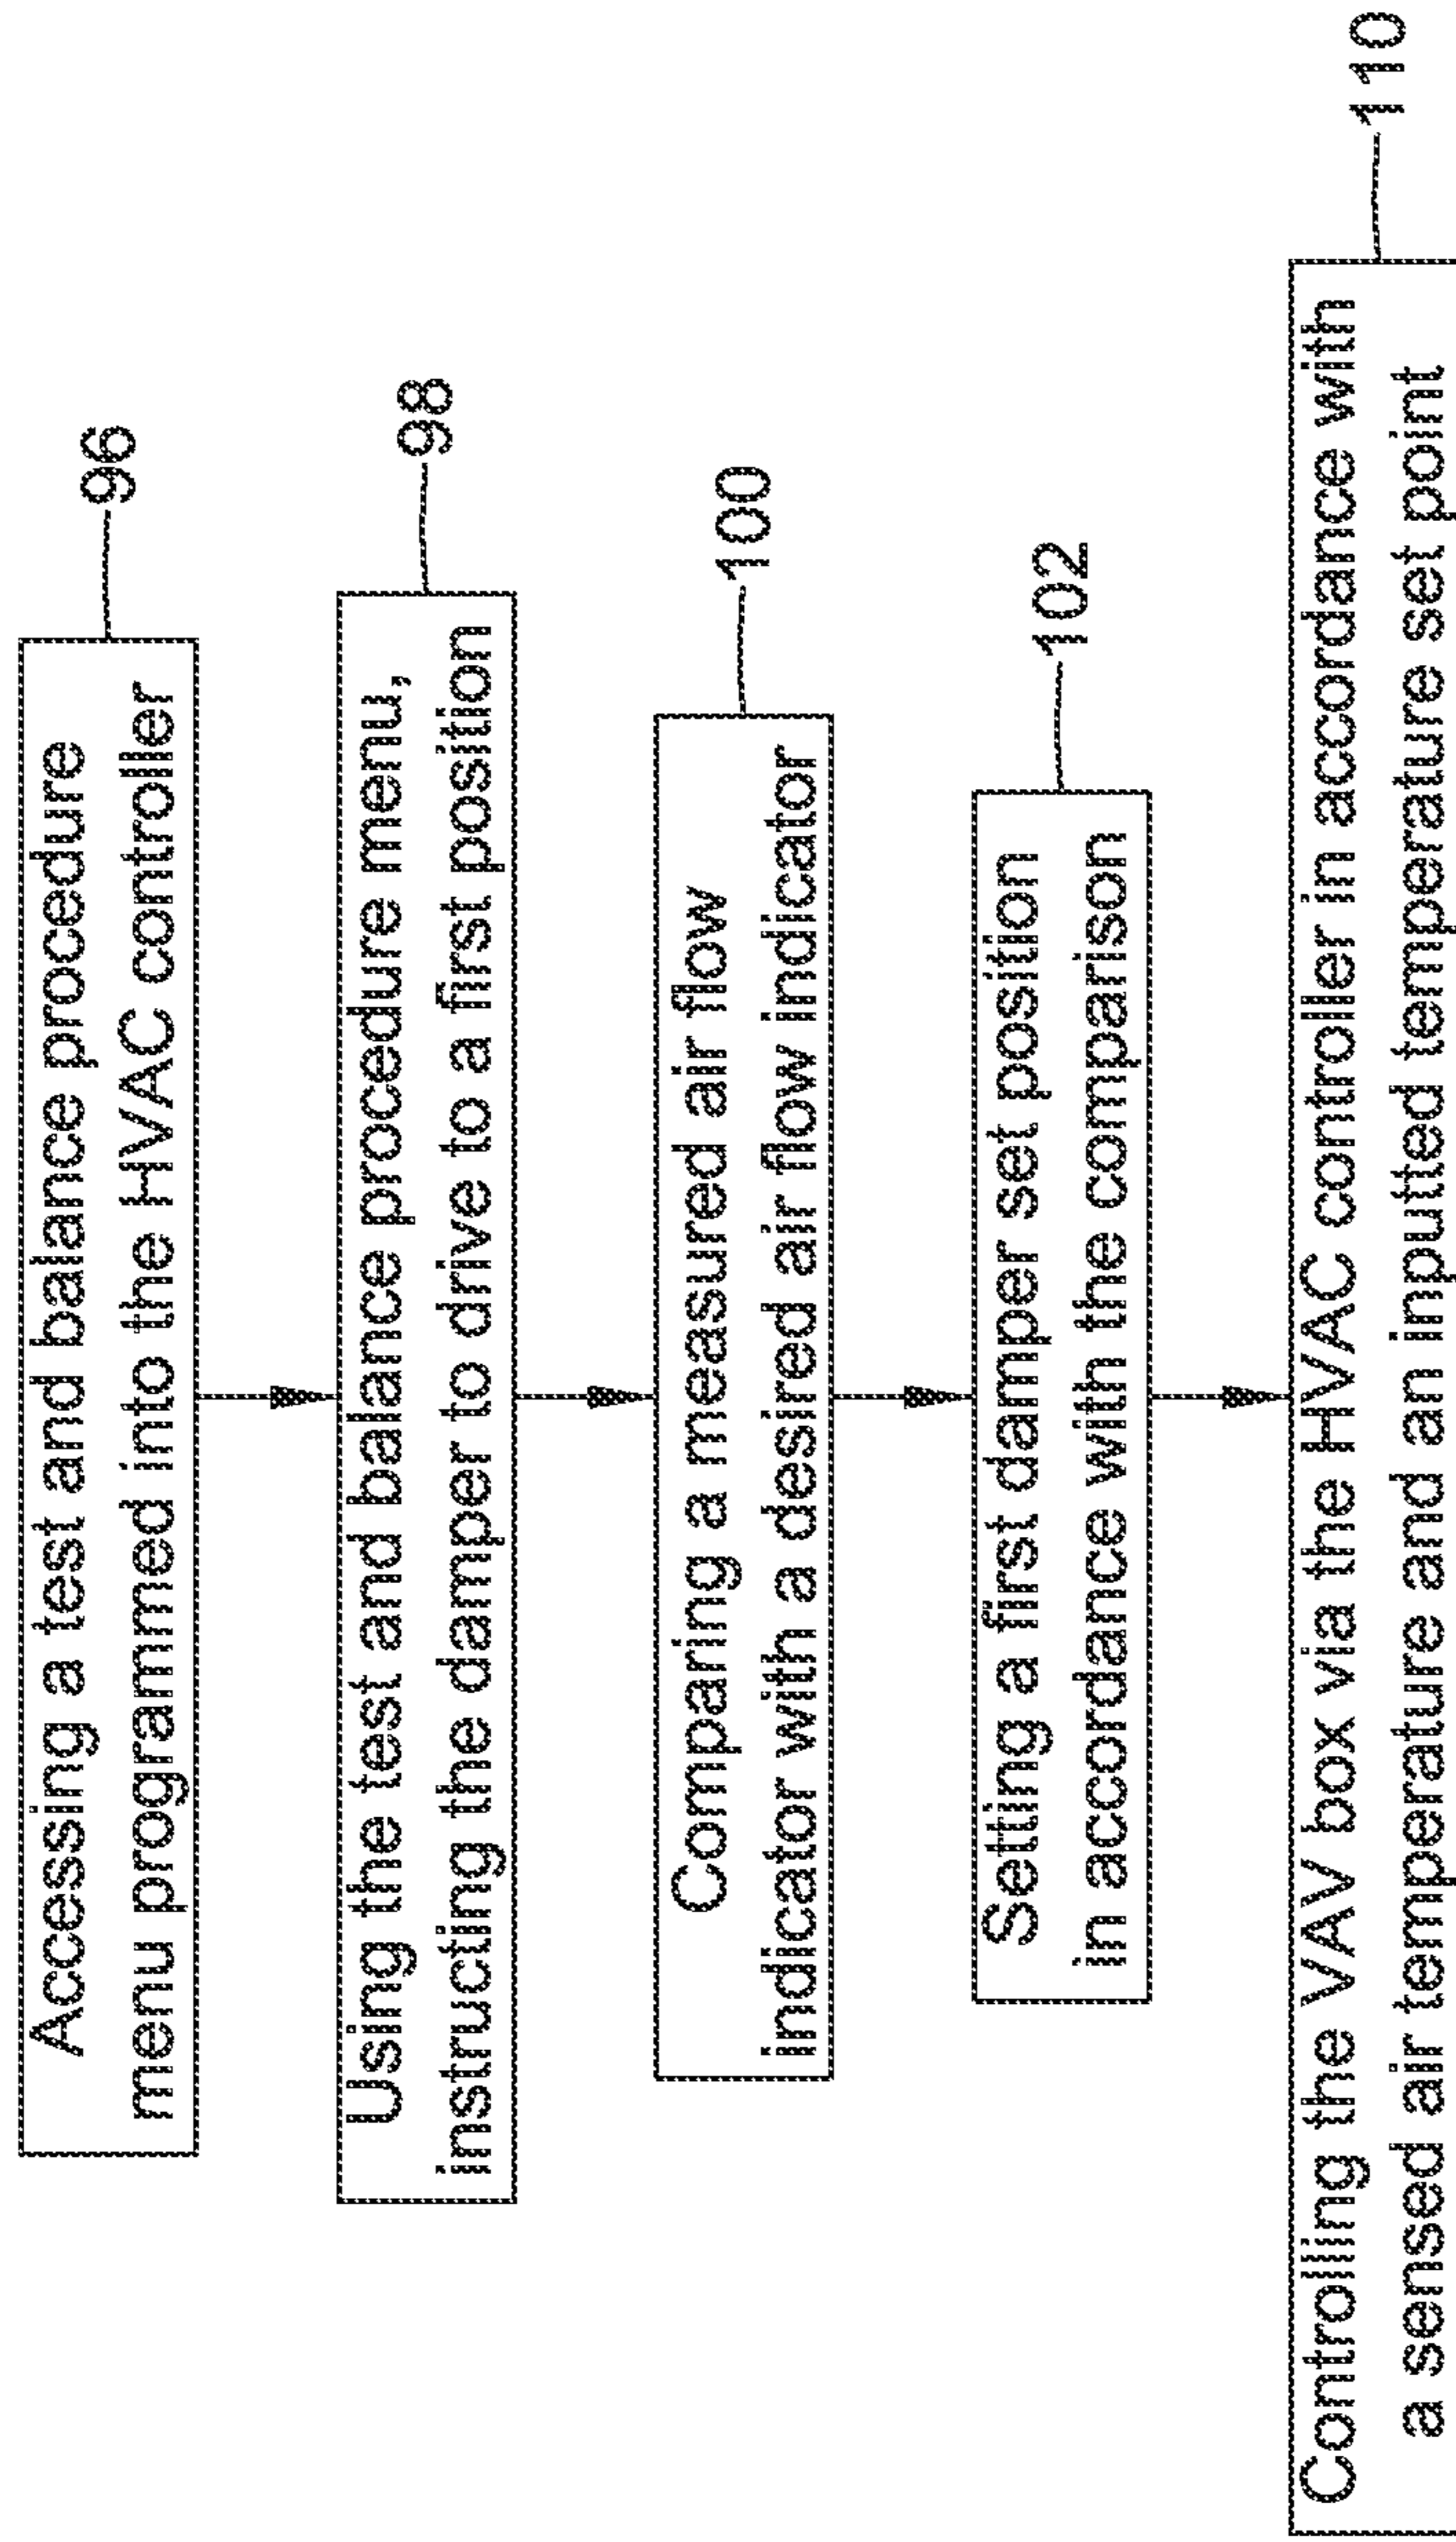 Accessing a test and balance procedure
menu programmed into the HVAC controller
96
Using the test and balance procedure menu,
instructing the damper to drive to a first position
98
Comparing a measured air flow
indicator with a desired air flow indicator
100
Setting a first damper set position
in accordance with the comparison
102
Controlling the VAV box via the HVAC controller in accordance with
a sensed air temperature and an inputted temperature set point
110